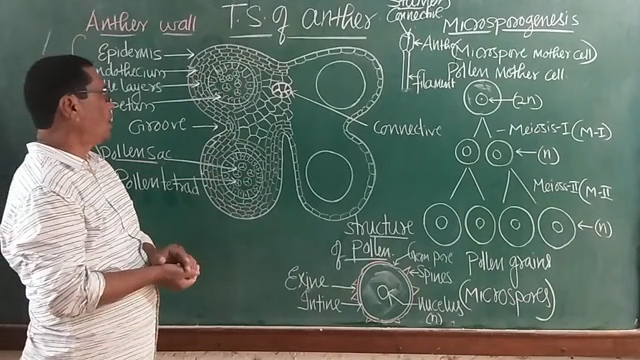 Anther wall
T.S. of anther
Connective
Microsporogenesis
Epidermis
Endothecium
layers
Groove
Pollen Sac
Pollen tetrad
Connective
Anther
filament
(Microspore mother cell)
Pollen mother cell
(2n)
Meiosis-I (M-I)
(n)
Meiosis-II (M-II
(n)
Pollen grains
(Microspores)
structure
of Pollen
Germ pore
Spines
Exine
Intine
nucelus
(n)